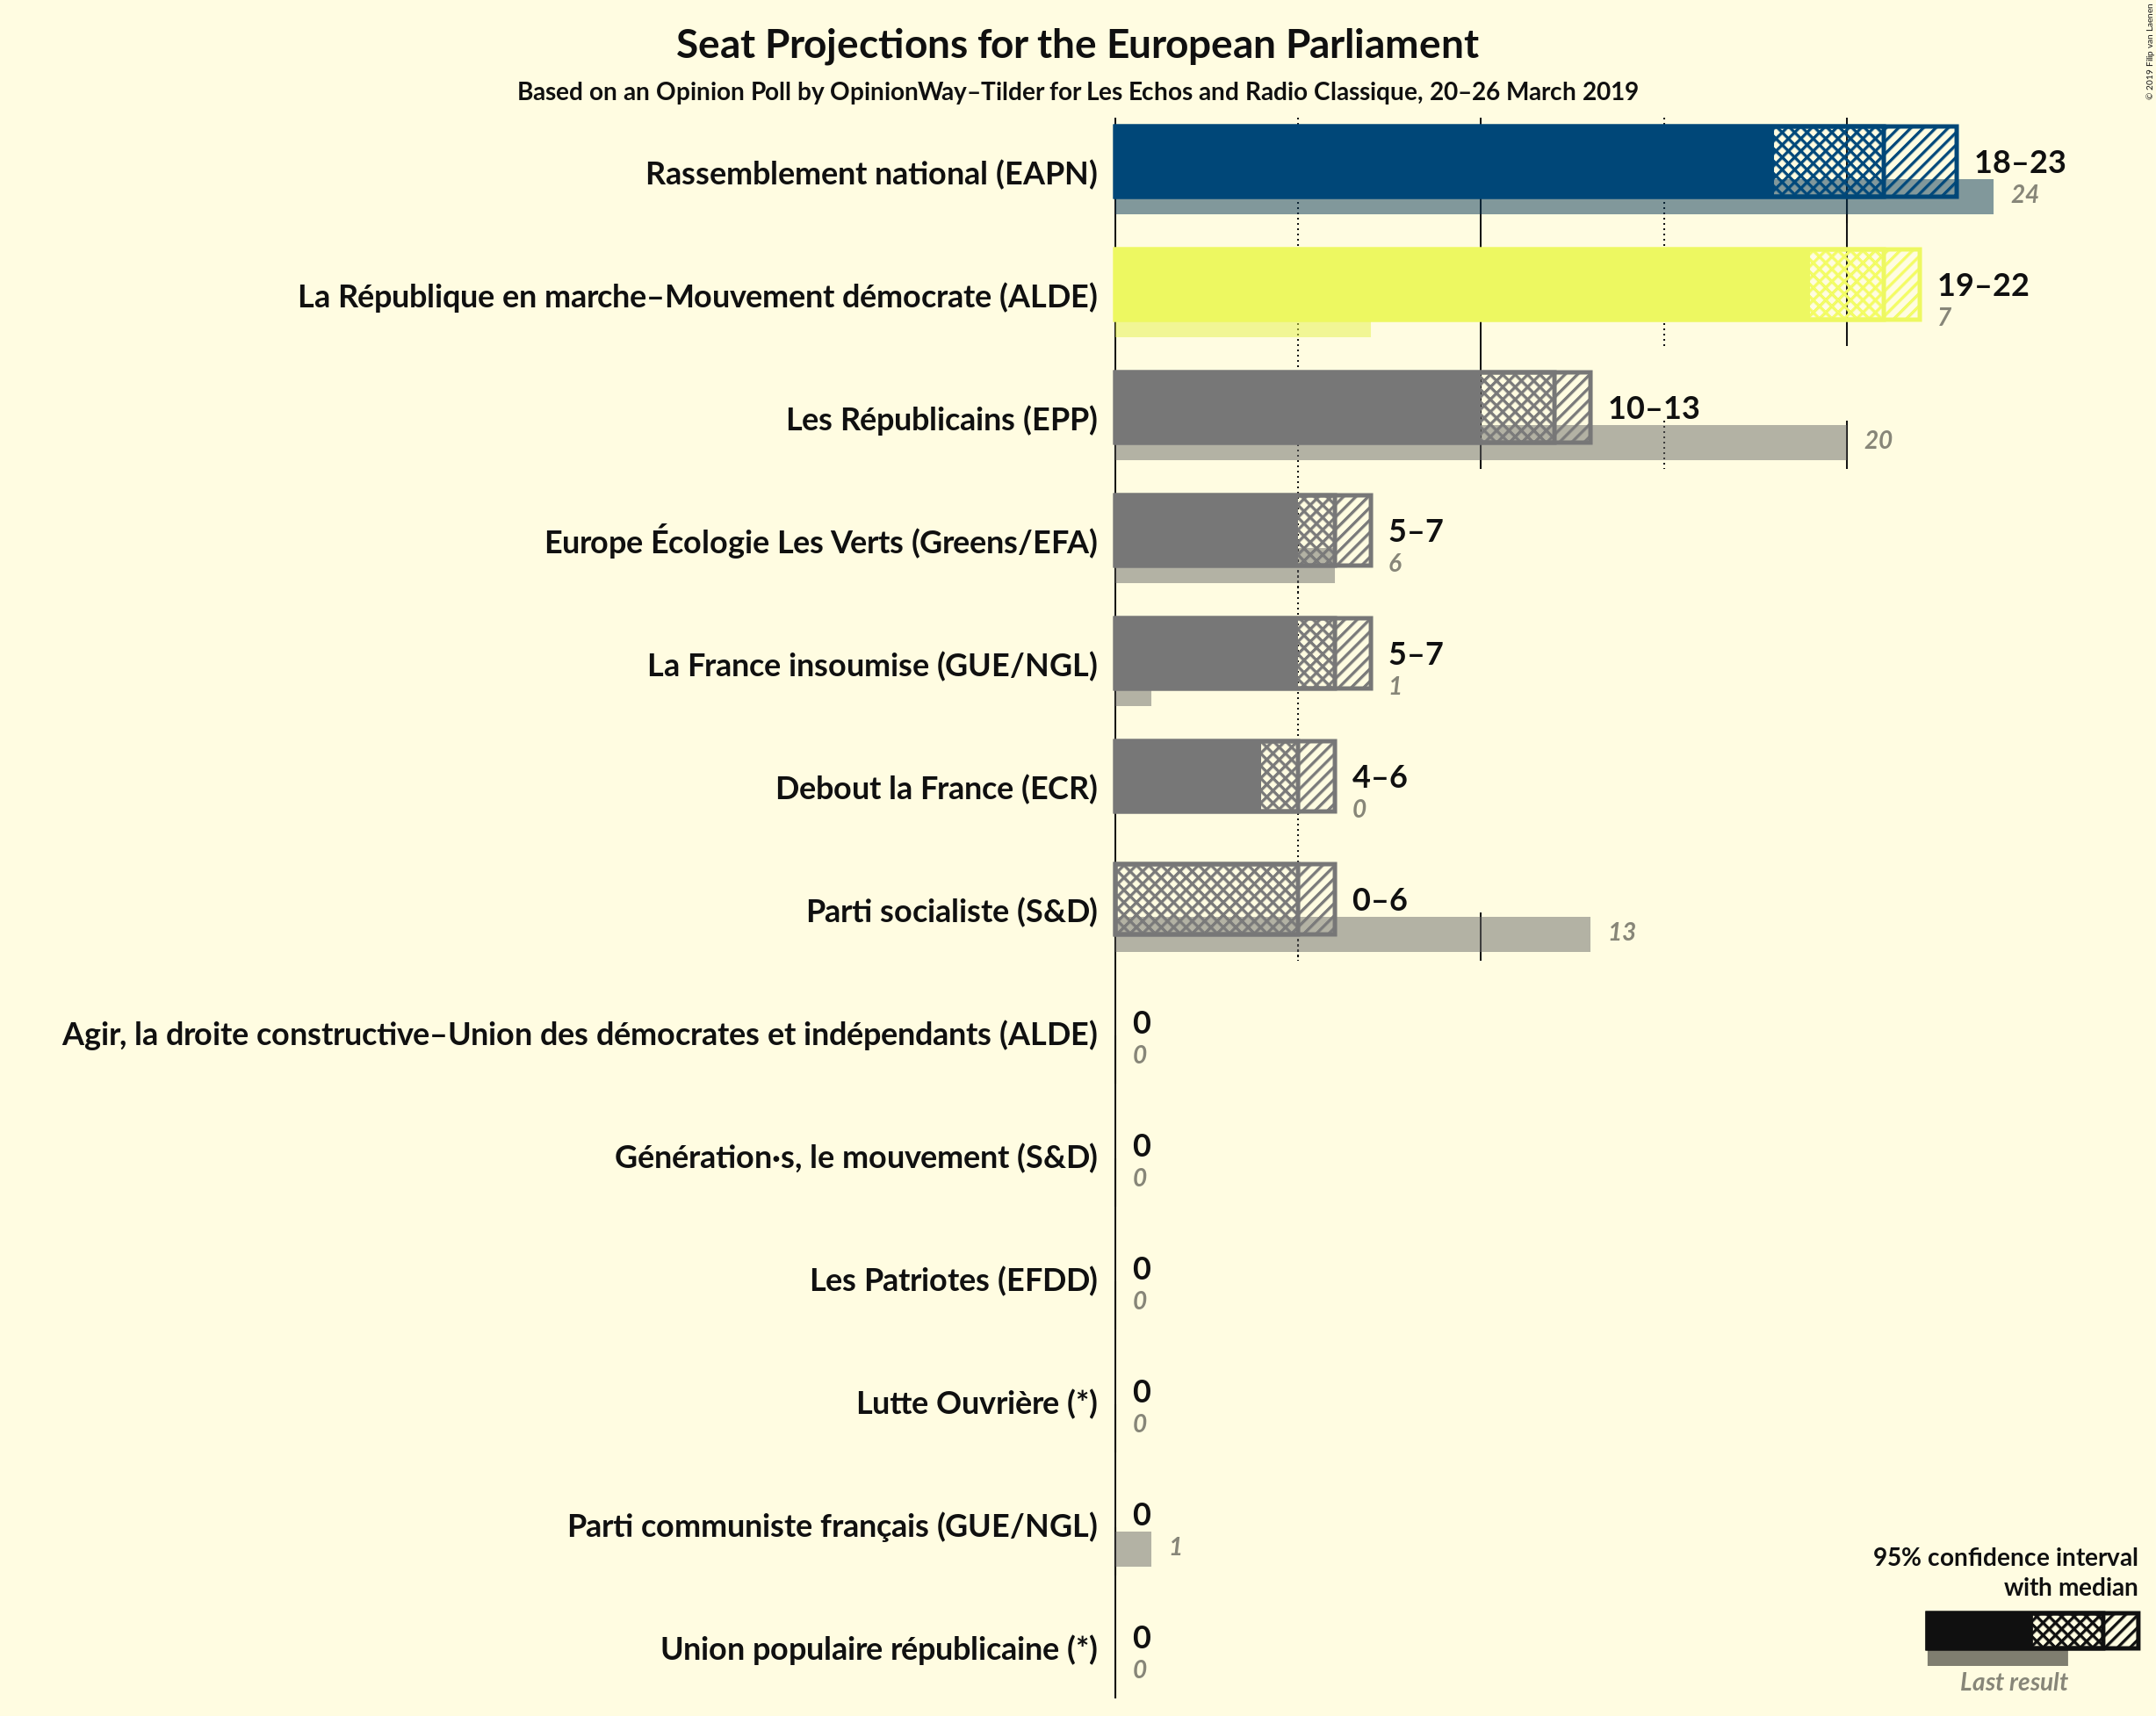 Seat Projections for the European Parliament
Based on an Opinion Poll by OpinionWay–Tilder for Les Echos and Radio Classique, 20–26 March 2019
© 2019 Filip van Laenen
Rassemblement national (EAPN)
18–23
24
La République en marche–Mouvement démocrate (ALDE)
19–22
7
Les Républicains (EPP)
10–13
20
Europe Écologie Les Verts (Greens/EFA)
5–7
6
La France insoumise (GUE/NGL)
5–7
1
Debout la France (ECR)
4–6
0
Parti socialiste (S&D)
0–6
13
Agir, la droite constructive–Union des démocrates et indépendants (ALDE)
0
0
Génération·s, le mouvement (S&D)
0
0
Les Patriotes (EFDD)
0
0
Lutte Ouvrière (*)
0
0
Parti communiste français (GUE/NGL)
0
1
Union populaire républicaine (*)
0
0
95% confidence interval
with median
Last result